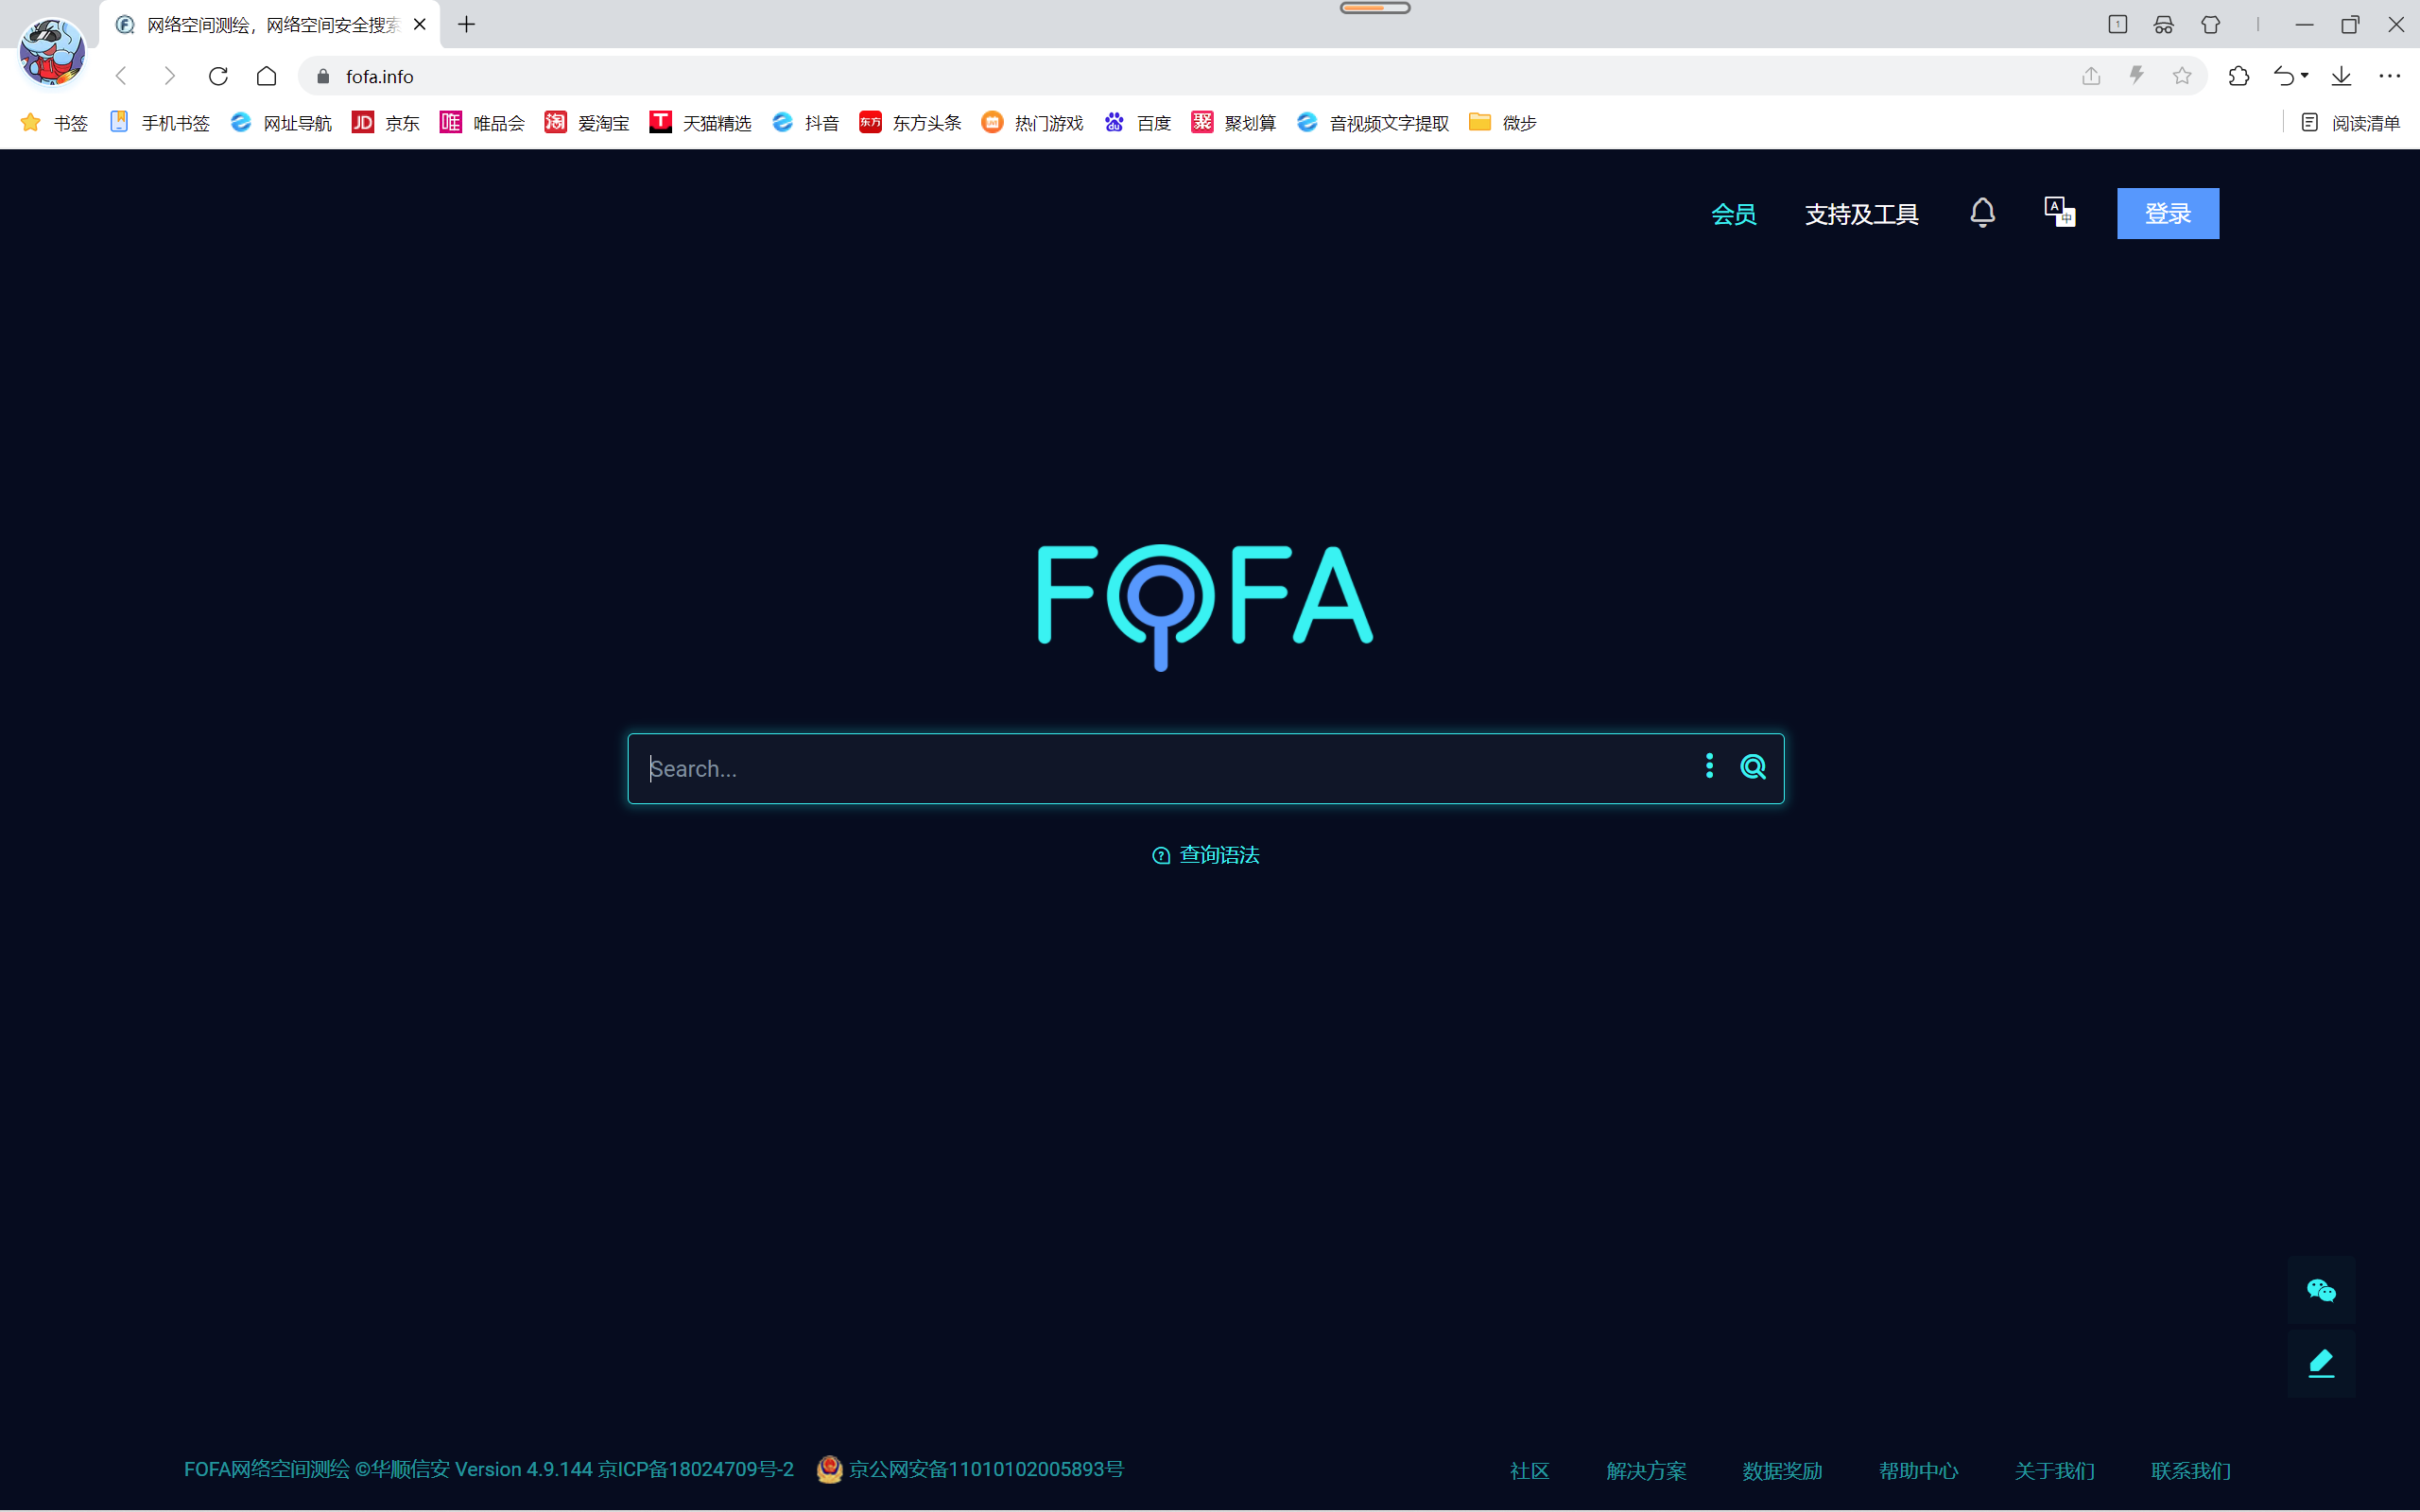 网络空间测绘，网络空间安全搜索
fofa.info
书签 手机书签 网址导航 JD 京东 唯 唯品会 淘 爱淘宝 T 天猫精选 抖音 东方 东方头条 热门游戏 du 百度 聚 聚划算 音视频文字提取 微步 阅读清单
会员 支持及工具 A 中 登录
FOFA
Search...
查询语法
FOFA网络空间测绘 ©华顺信安 Version 4.9.144 京ICP备18024709号-2 京公网安备11010102005893号 社区 解决方案 数据奖励 帮助中心 关于我们 联系我们